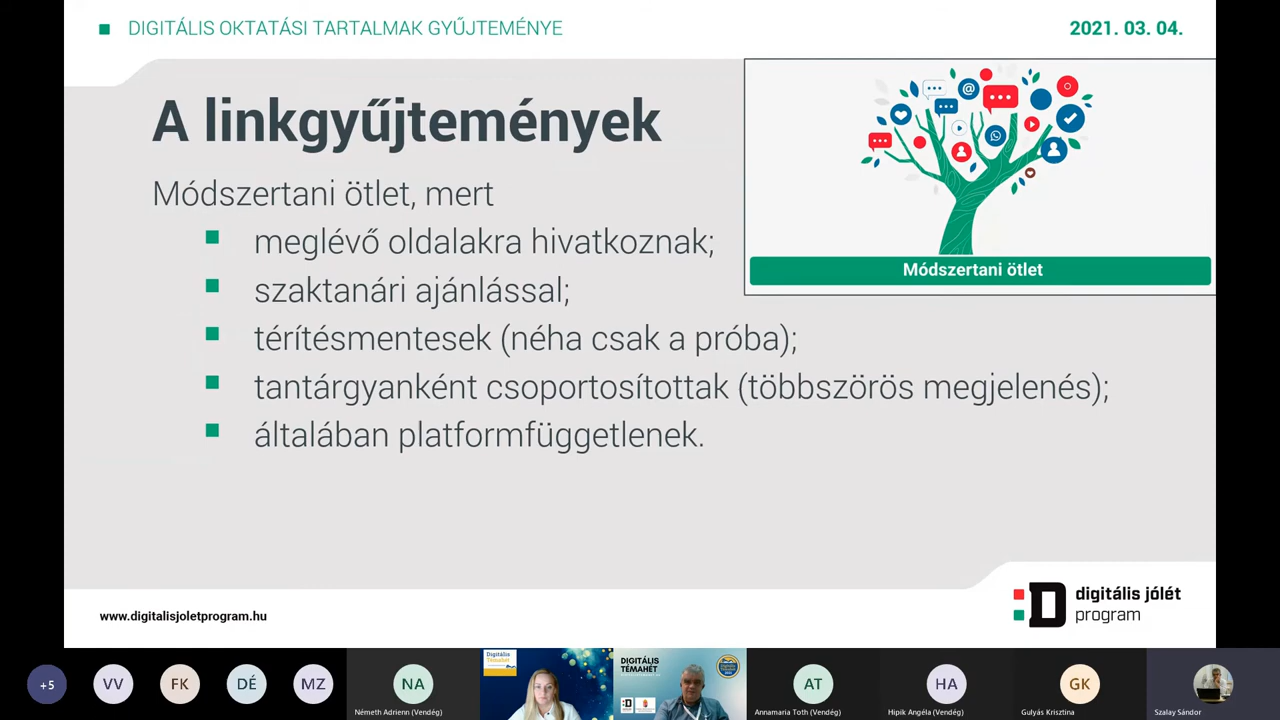 DIGITÁLIS OKTATÁSI TARTALMAK GYŰJTEMÉNYE
2021. 03. 04.
A linkgyűjtemények
Módszertani ötlet, mert
meglévő oldalakra hivatkoznak;
szaktanári ajánlással;
térítésmentesek (néha csak a próba);
tantárgyanként csoportosítottak (többszörös megjelenés);
általában platformfüggetlenek.
Módszertani ötlet
www.digitalisjoletprogram.hu
digitális jólét
program
+5
VV
FK
DÉ
MZ
NA
Németh Adrienn (Vendég)
Digitális
Témahét
DIGITÁLIS
TÉMAHÉT
AT
Annamaria Toth (Vendég)
HA
Hipik Angéla (Vendég)
GK
Gulyás Krisztina
Szalay Sándor